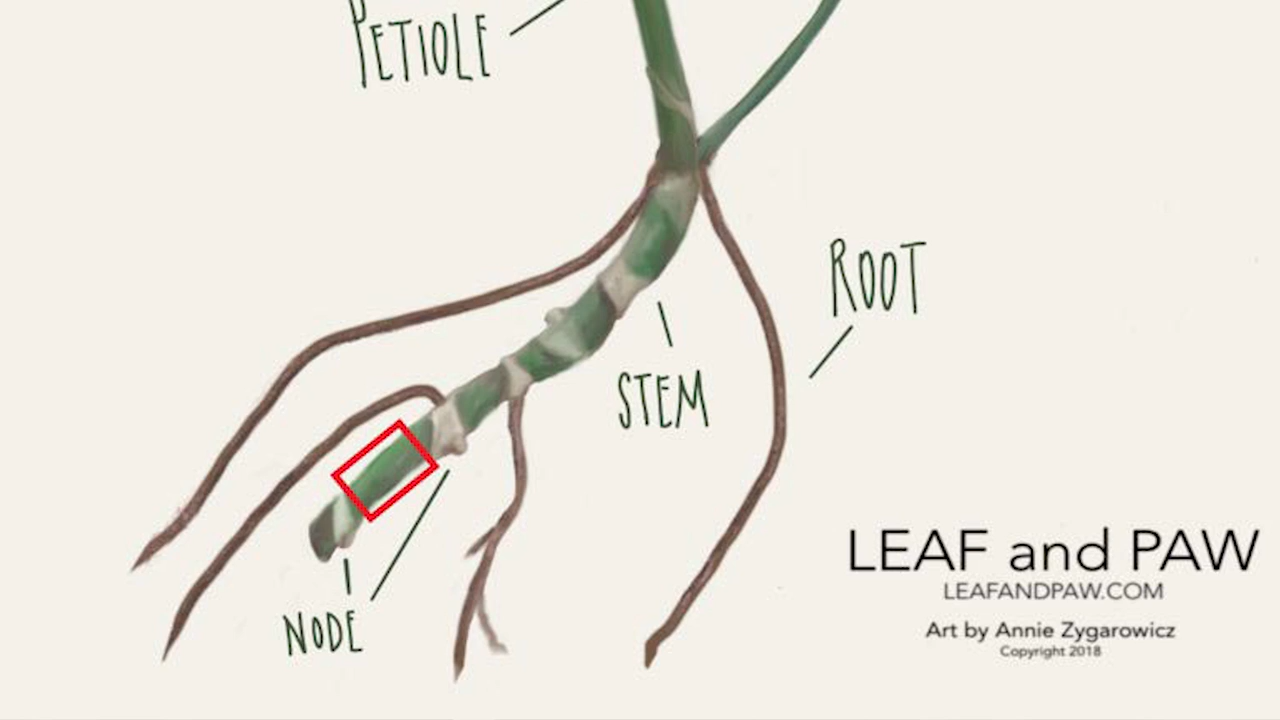 PETIOLE
ROOT
STEM
NODE
LEAF and PAW
LEAFANDPAW.COM
Art by Annie Zygarowicz
Copyright 2018